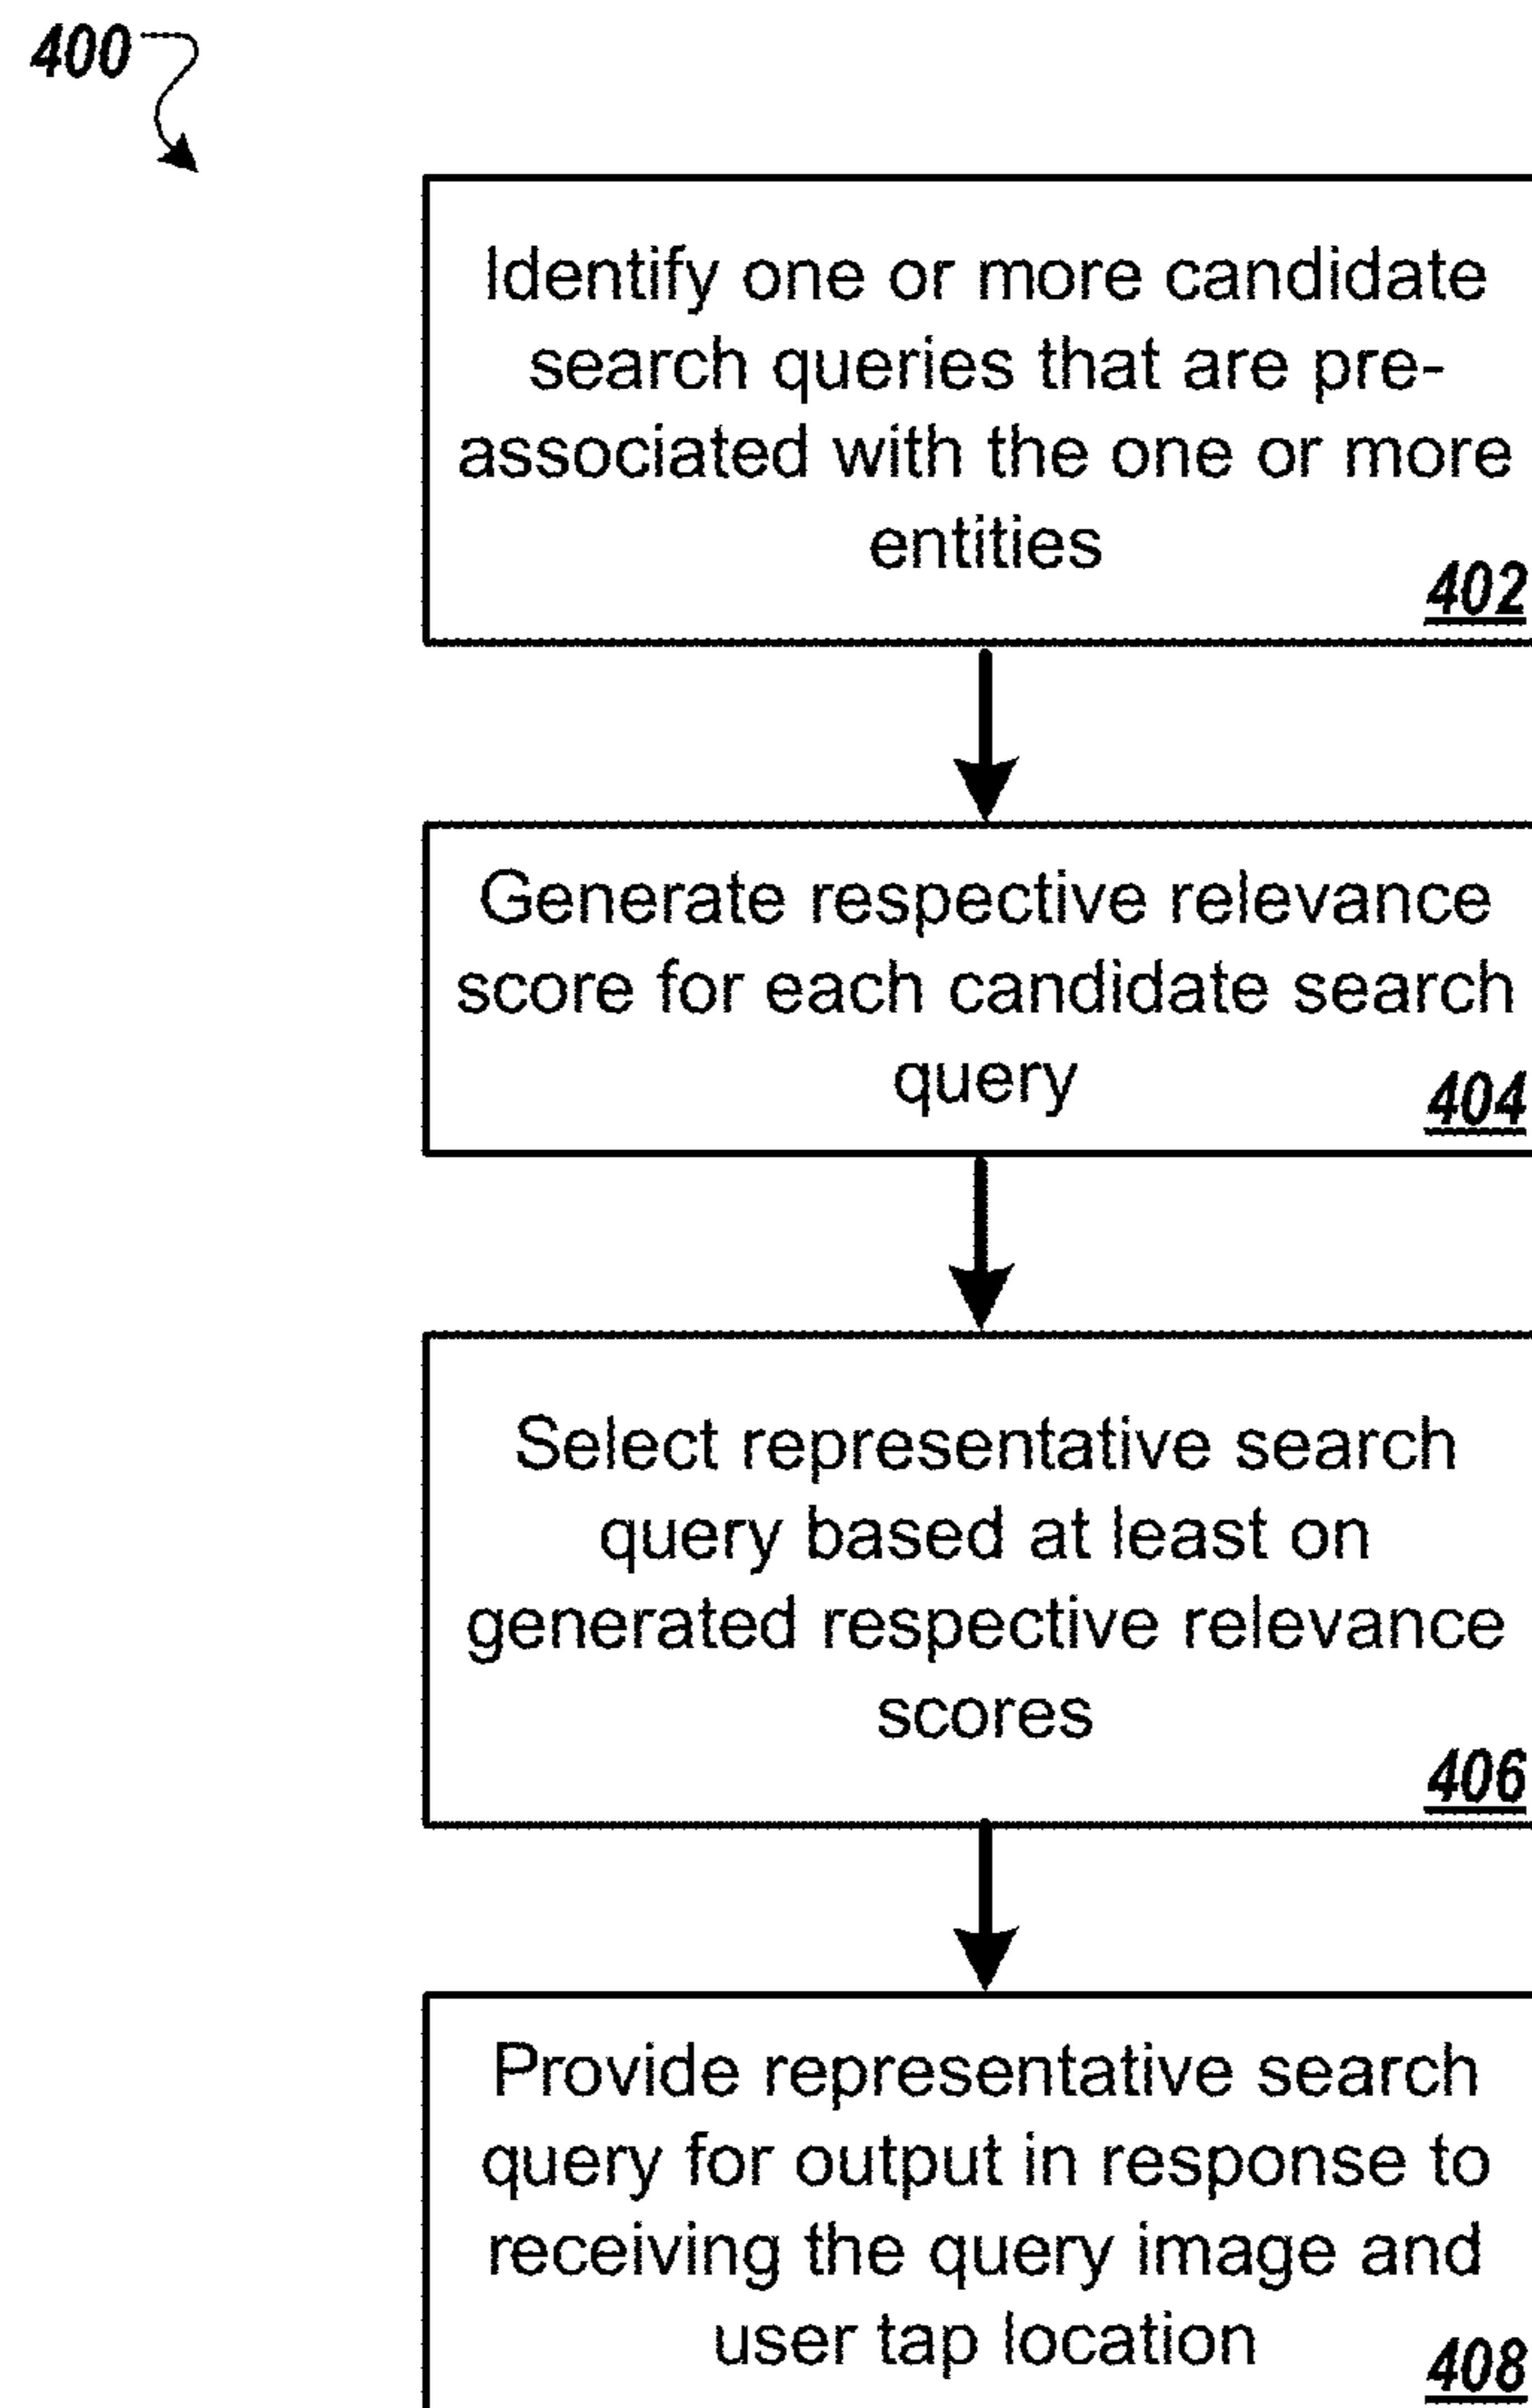 400
Identify one or more candidate
search queries that are pre-
associated with the one or more
entities
402
Generate respective relevance
score for each candidate search
query
404
Select representative search
query based at least on
generated respective relevance
scores
406
Provide representative search
query for output in response to
receiving the query image and
user tap location
408